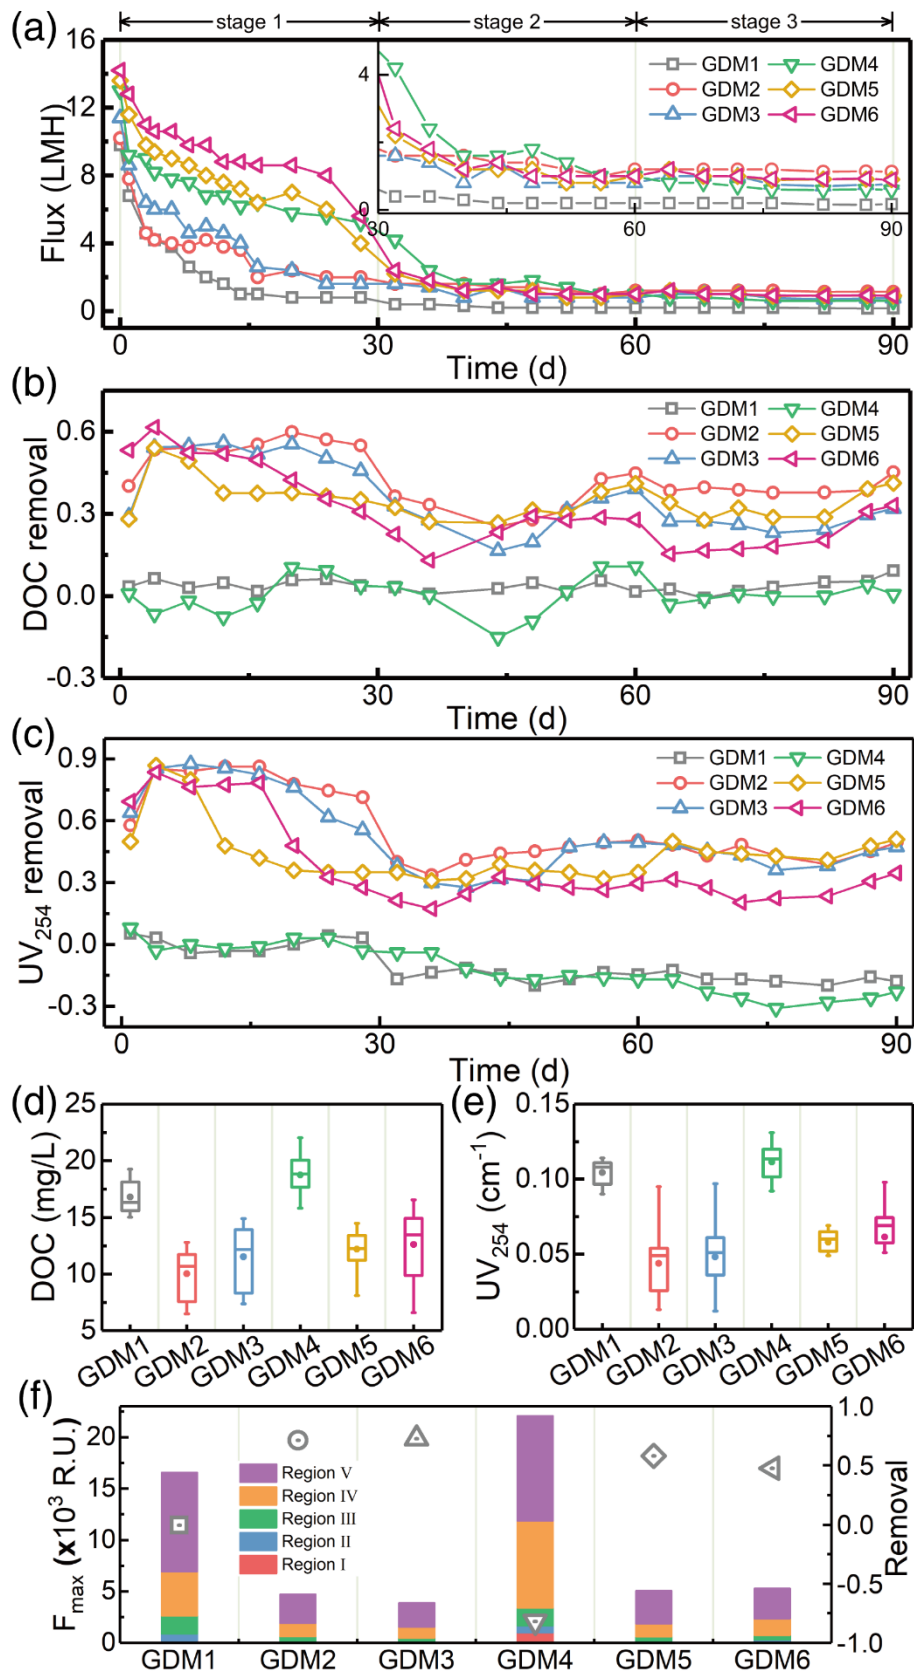 (a)
stage 1 stage 2 stage 3
Flux (LMH)
16
12
8
4
0
4
0
30 60 90
GDM1 GDM4
GDM2 GDM5
GDM3 GDM6
0 30 60 90
Time (d)
(b)
DOC removal
0.6
0.3
0.0
-0.3
GDM1 GDM4
GDM2 GDM5
GDM3 GDM6
0 30 60 90
Time (d)
(c)
UV254 removal
0.9
0.6
0.3
0.0
-0.3
GDM1 GDM4
GDM2 GDM5
GDM3 GDM6
0 30 60 90
Time (d)
(d)
DOC (mg/L)
25
20
15
10
5
GDM1 GDM2 GDM3 GDM4 GDM5 GDM6
(e)
UV254 (cm-1)
0.15
0.10
0.05
0.00
GDM1 GDM2 GDM3 GDM4 GDM5 GDM6
(f)
Fmax (x10³ R.U.)
20
15
10
5
0
Region V
Region IV
Region III
Region II
Region I
1.0
0.5
0.0
-0.5
-1.0
Removal
GDM1 GDM2 GDM3 GDM4 GDM5 GDM6